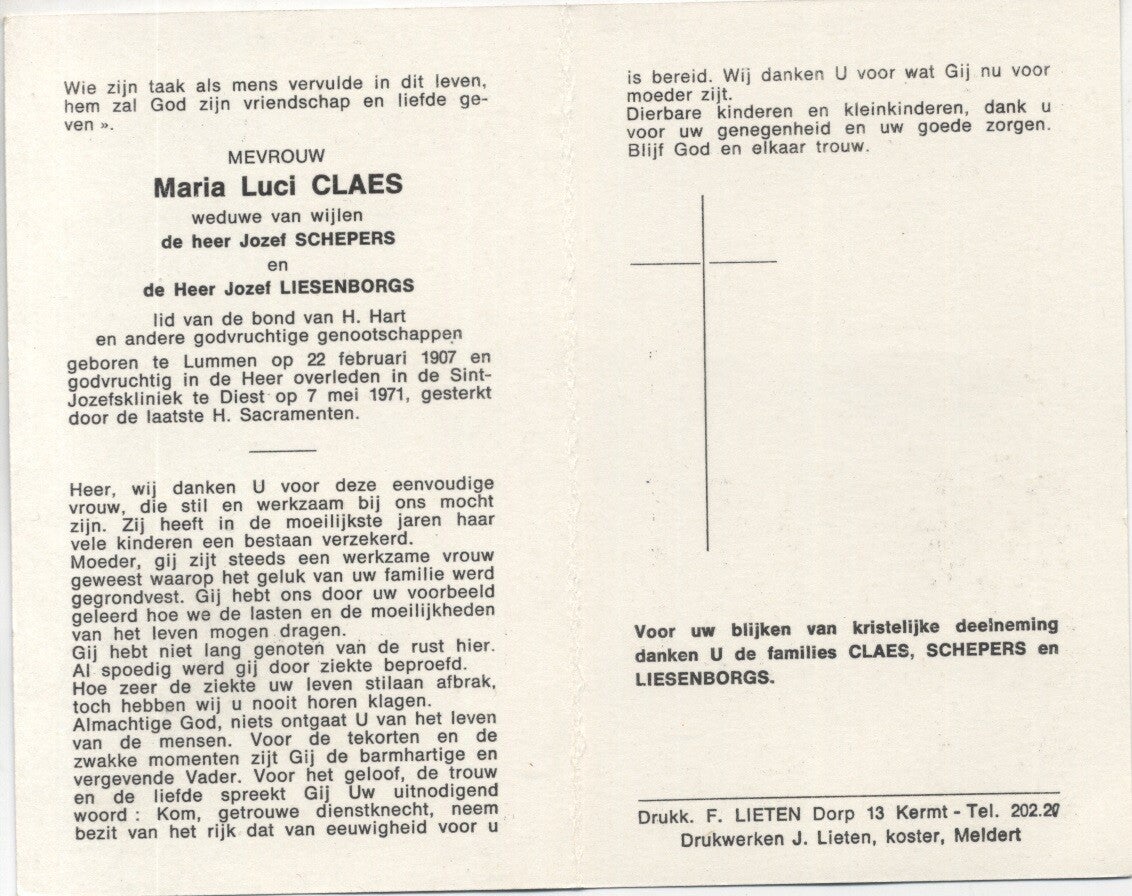 Wie zijn taak als mens vervulde in dit leven,
hem zal God zijn vriendschap en liefde ge-
ven ».
MEVROUW
Maria Luci CLAES
weduwe van wijlen
de heer Jozef SCHEPERS
en
de Heer Jozef LIESENBORGS
lid van de bond van H. Hart
en andere godvruchtige genootschappen
geboren te Lummen op 22 februari 1907 en
godvruchtig in de Heer overleden in de Sint-
Jozefskliniek te Diest op 7 mei 1971, gesterkt
door de laatste H. Sacramenten.
Heer, wij danken U voor deze eenvoudige
vrouw, die stil en werkzaam bij ons mocht
zijn. Zij heeft in de moeilijkste jaren haar
vele kinderen een bestaan verzekerd.
Moeder, gij zijt steeds een werkzame vrouw
geweest waarop het geluk van uw familie werd
gegrondvest. Gij hebt ons door uw voorbeeld
geleerd hoe we de lasten en de moeilijkheden
van het leven mogen dragen.
Gij hebt niet lang genoten van de rust hier.
Al spoedig werd gij door ziekte beproefd.
Hoe zeer de ziekte uw leven stilaan afbrak,
toch hebben wij u nooit horen klagen.
Almachtige God, niets ontgaat U van het leven
van de mensen. Voor de tekorten en de
zwakke momenten zijt Gij de barmhartige en
vergevende Vader. Voor het geloof, de trouw
en de liefde spreekt Gij Uw uitnodigend
woord : Kom, getrouwe dienstknecht, neem
bezit van het rijk dat van eeuwigheid voor u
is bereid. Wij danken U voor wat Gij nu voor
moeder zijt.
Dierbare kinderen en kleinkinderen, dank u
voor uw genegenheid en uw goede zorgen.
Blijf God en elkaar trouw.
Voor uw blijken van kristelijke deelneming
danken U de families CLAES, SCHEPERS en
LIESENBORGS.
Drukk. F. LIETEN Dorp 13 Kermt - Tel.
Drukwerken J. Lieten, koster, Meldert